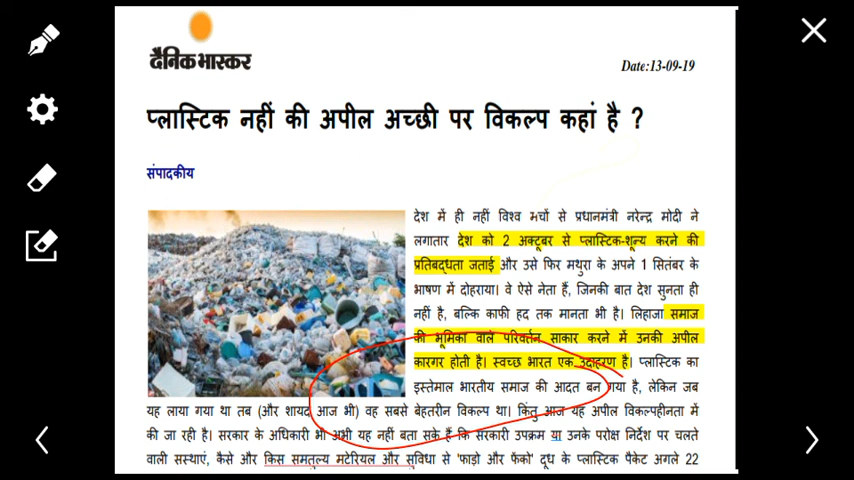 दैनिक भास्कर
Date:13-09-19
प्लास्टिक नहीं की अपील अच्छी पर विकल्प कहां है ?
संपादकीय
देश में ही नहीं विश्व मंचों से प्रधानमंत्री नरेन्द्र मोदी ने
लगातार देश को 2 अक्टूबर से प्लास्टिक-शून्य करने की
प्रतिबद्धता जताई और उसे फिर मथुरा के अपने 1 सितंबर के
भाषण में दोहराया। वे ऐसे नेता हैं, जिनकी बात देश सुनता ही
नहीं है, बल्कि काफी हद तक मानता भी है। लिहाजा समाज
की भूमिका वाले परिवर्तन साकार करने में उनकी अपील
कारगर होती है। स्वच्छ भारत एक उदाहरण है। प्लास्टिक का
इस्तेमाल भारतीय समाज की आदत बन गया है, लेकिन जब
यह लाया गया था तब (और शायद आज भी) वह सबसे बेहतरीन विकल्प था। किंतु आज यह अपील विकल्पहीनता में
की जा रही है। सरकार के अधिकारी भी अभी यह नहीं बता सके हैं कि सरकारी उपक्रम या उनके परोक्ष निर्देश पर चलते
वाली सस्थाएं, कैसे और किस समतुल्य मटेरियल और सुविधा से 'फाड़ो और फेंको' दूध के प्लास्टिक पैकेट अगले 22